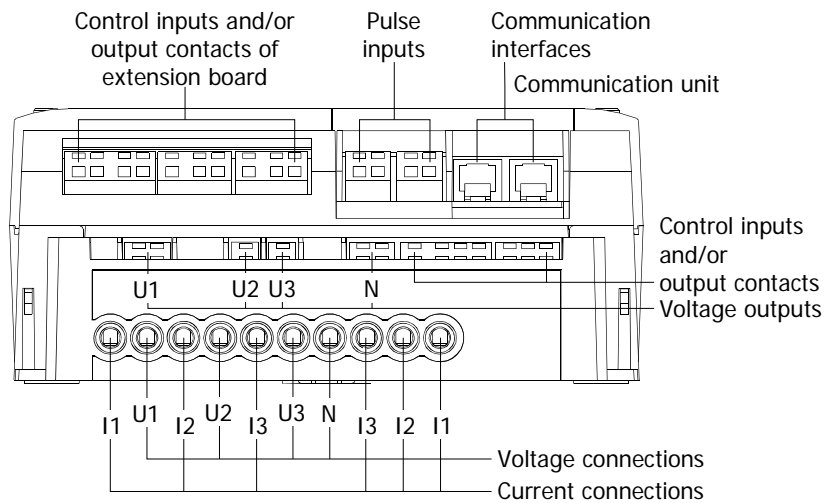 Control inputs and/or
output contacts of
extension board
Pulse
inputs
Communication
interfaces
Communication unit
Control inputs
and/or
output contacts
Voltage outputs
U1 U2 U3 N
I1 U1 I2 U2 I3 U3 N I3 I2 I1
Voltage connections
Current connections